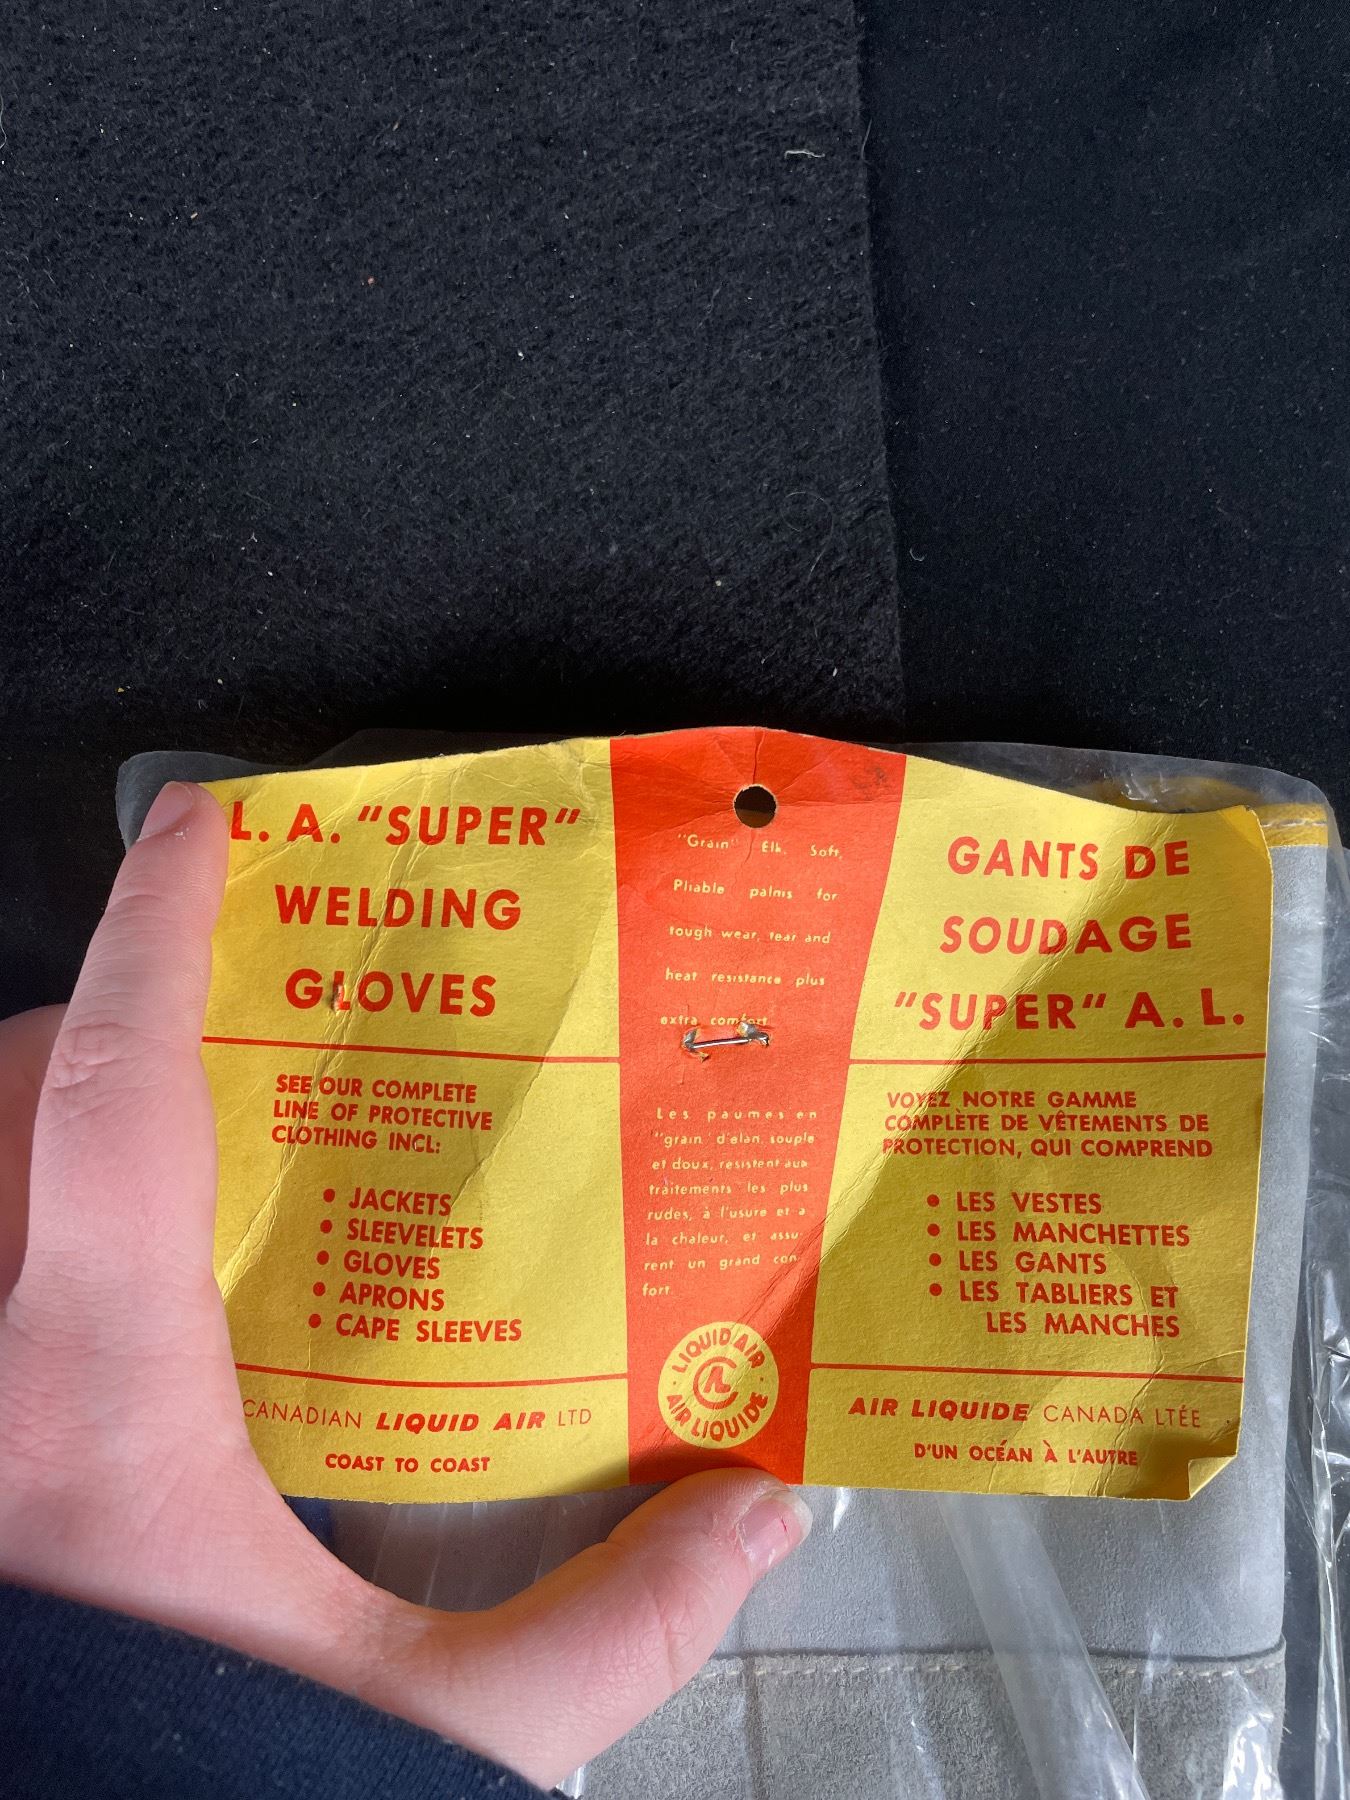 L. A. "SUPER"
WELDING
GLOVES
SEE OUR COMPLETE
LINE OF PROTECTIVE
CLOTHING INCL:
• JACKETS
• SLEEVELETS
• GLOVES
• APRONS
• CAPE SLEEVES
CANADIAN LIQUID AIR LTD
COAST TO COAST
"Grain" Elk. Soft,
Pliable palms for
tough wear, tear and
heat resistance plus
extra comfort.
Les paumes en
"grain" d'élan, souple
et doux, résistent aux
traitements les plus
rudes, à l'usure et a
la chaleur, et assu-
rent un grand con-
fort.
LIQUID AIR
AL
AIR LIQUIDE
GANTS DE
SOUDAGE
"SUPER" A. L.
VOYEZ NOTRE GAMME
COMPLÈTE DE VÊTEMENTS DE
PROTECTION, QUI COMPREND
• LES VESTES
• LES MANCHETTES
• LES GANTS
• LES TABLIERS ET
LES MANCHES
AIR LIQUIDE CANADA LTÉE
D'UN OCÉAN À L'AUTRE